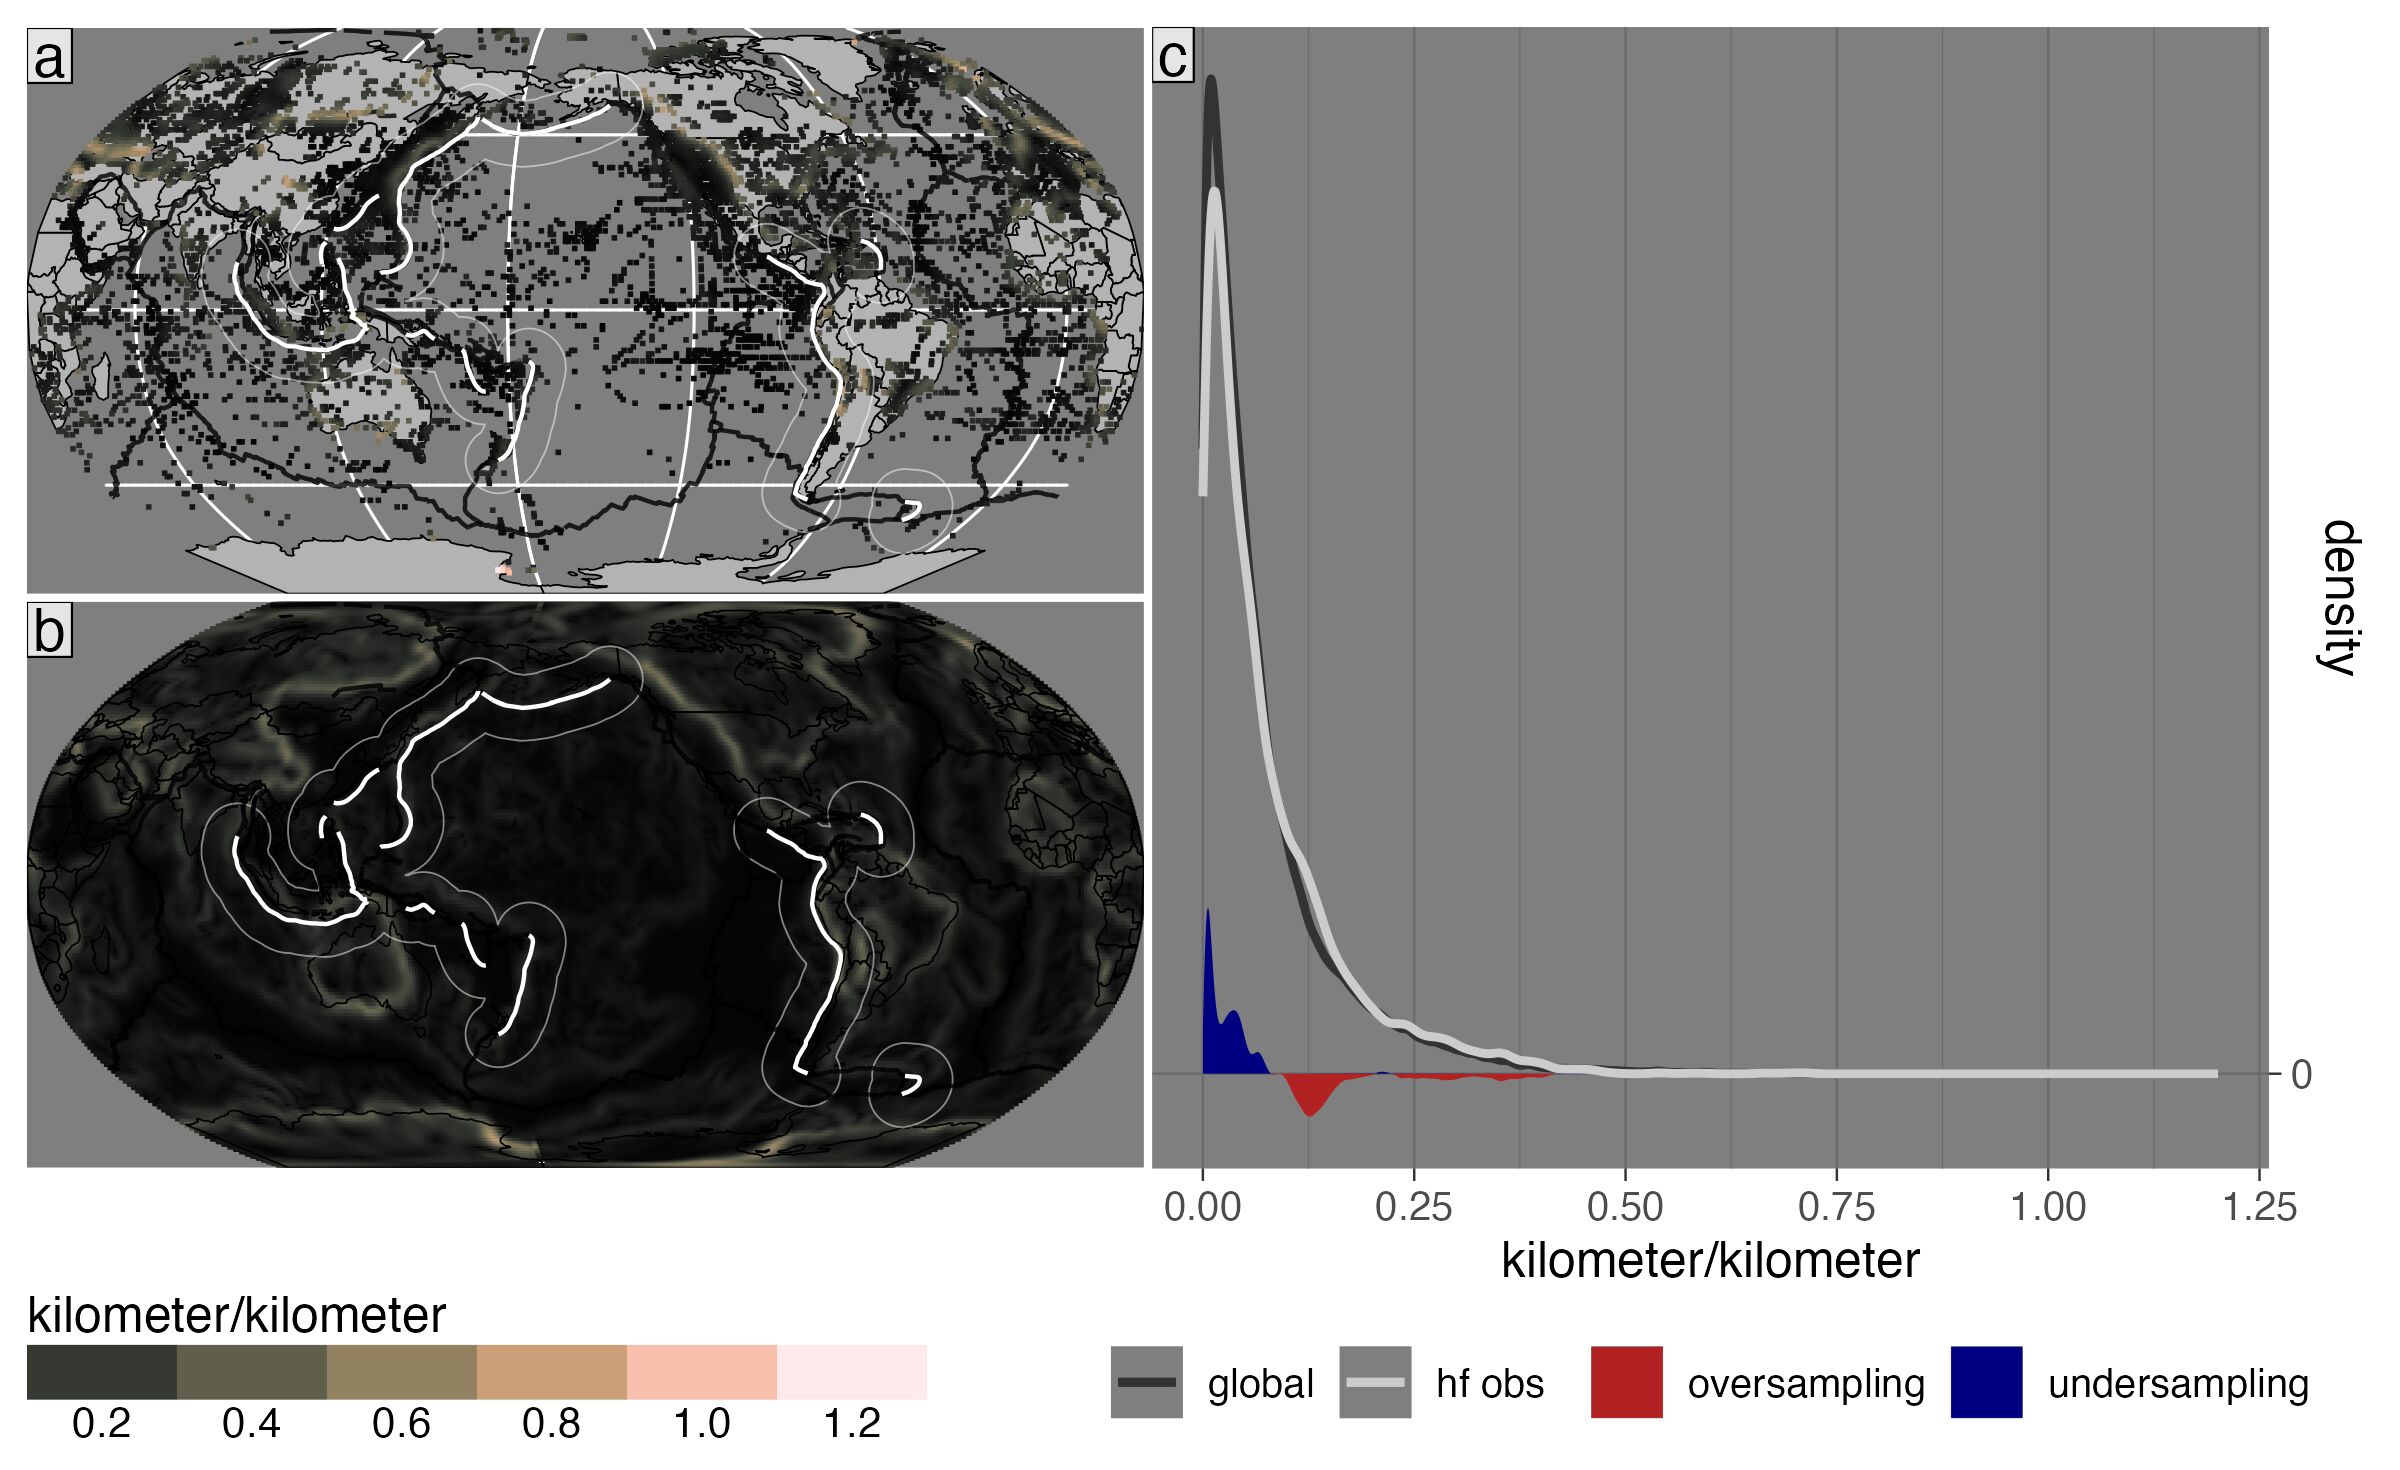 a
b
c
density
0
0.00 0.25 0.50 0.75 1.00 1.25
kilometer/kilometer
kilometer/kilometer
0.2 0.4 0.6 0.8 1.0 1.2
global hf obs oversampling undersampling